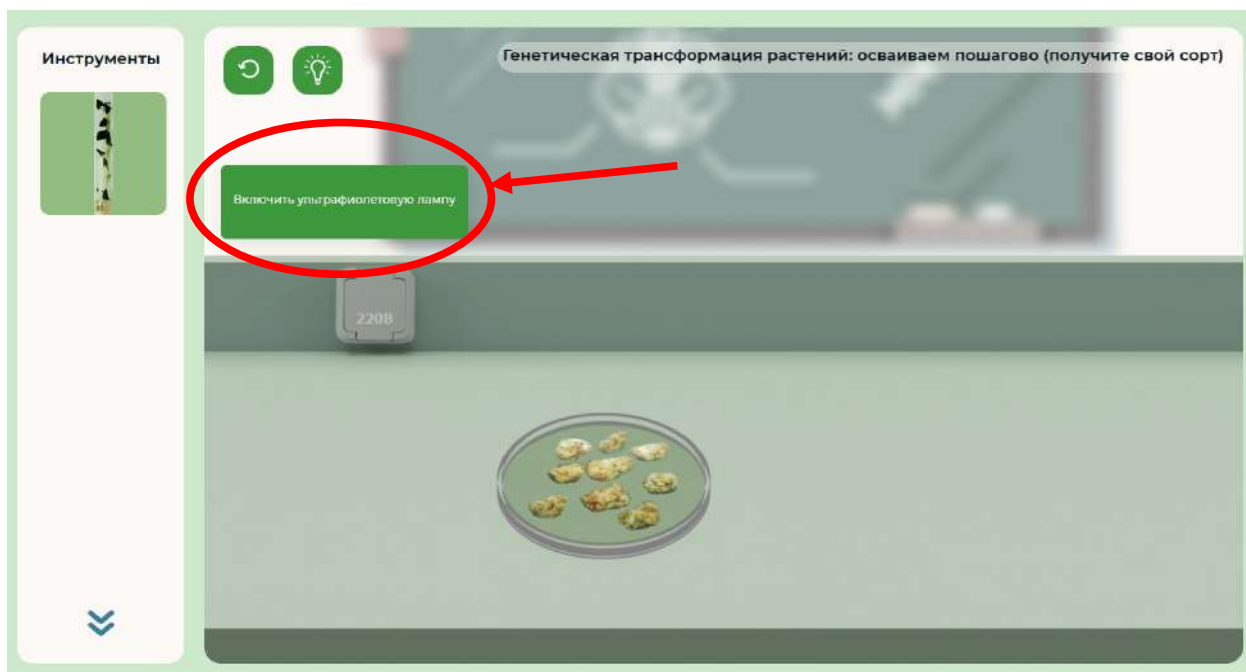 Инструменты
Генетическая трансформация растений: осваиваем пошагово (получите свой сорт)
Включить ультрафиолетовую лампу
220В